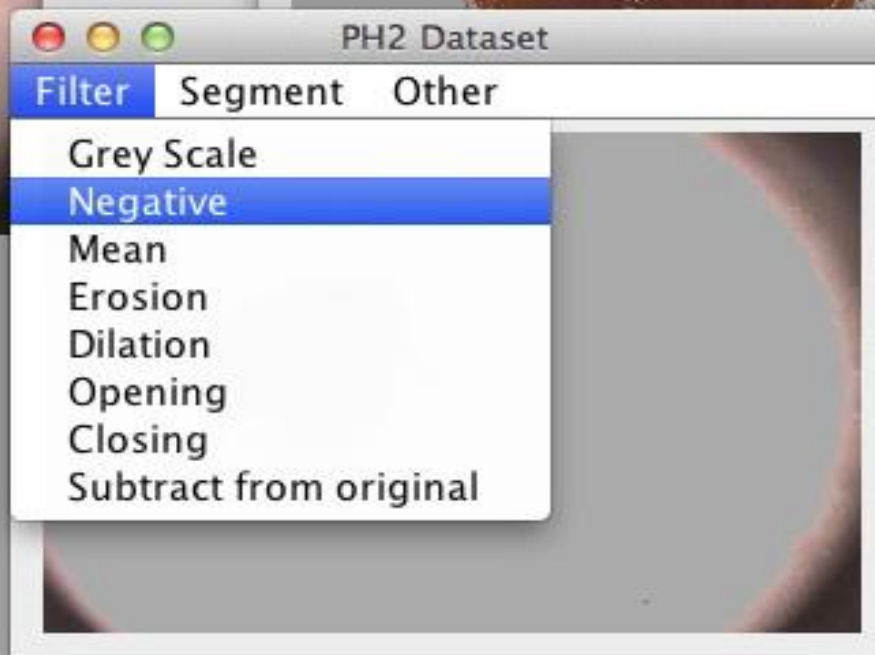 PH2 Dataset
Filter Segment Other
Grey Scale
Negative
Mean
Erosion
Dilation
Opening
Closing
Subtract from original